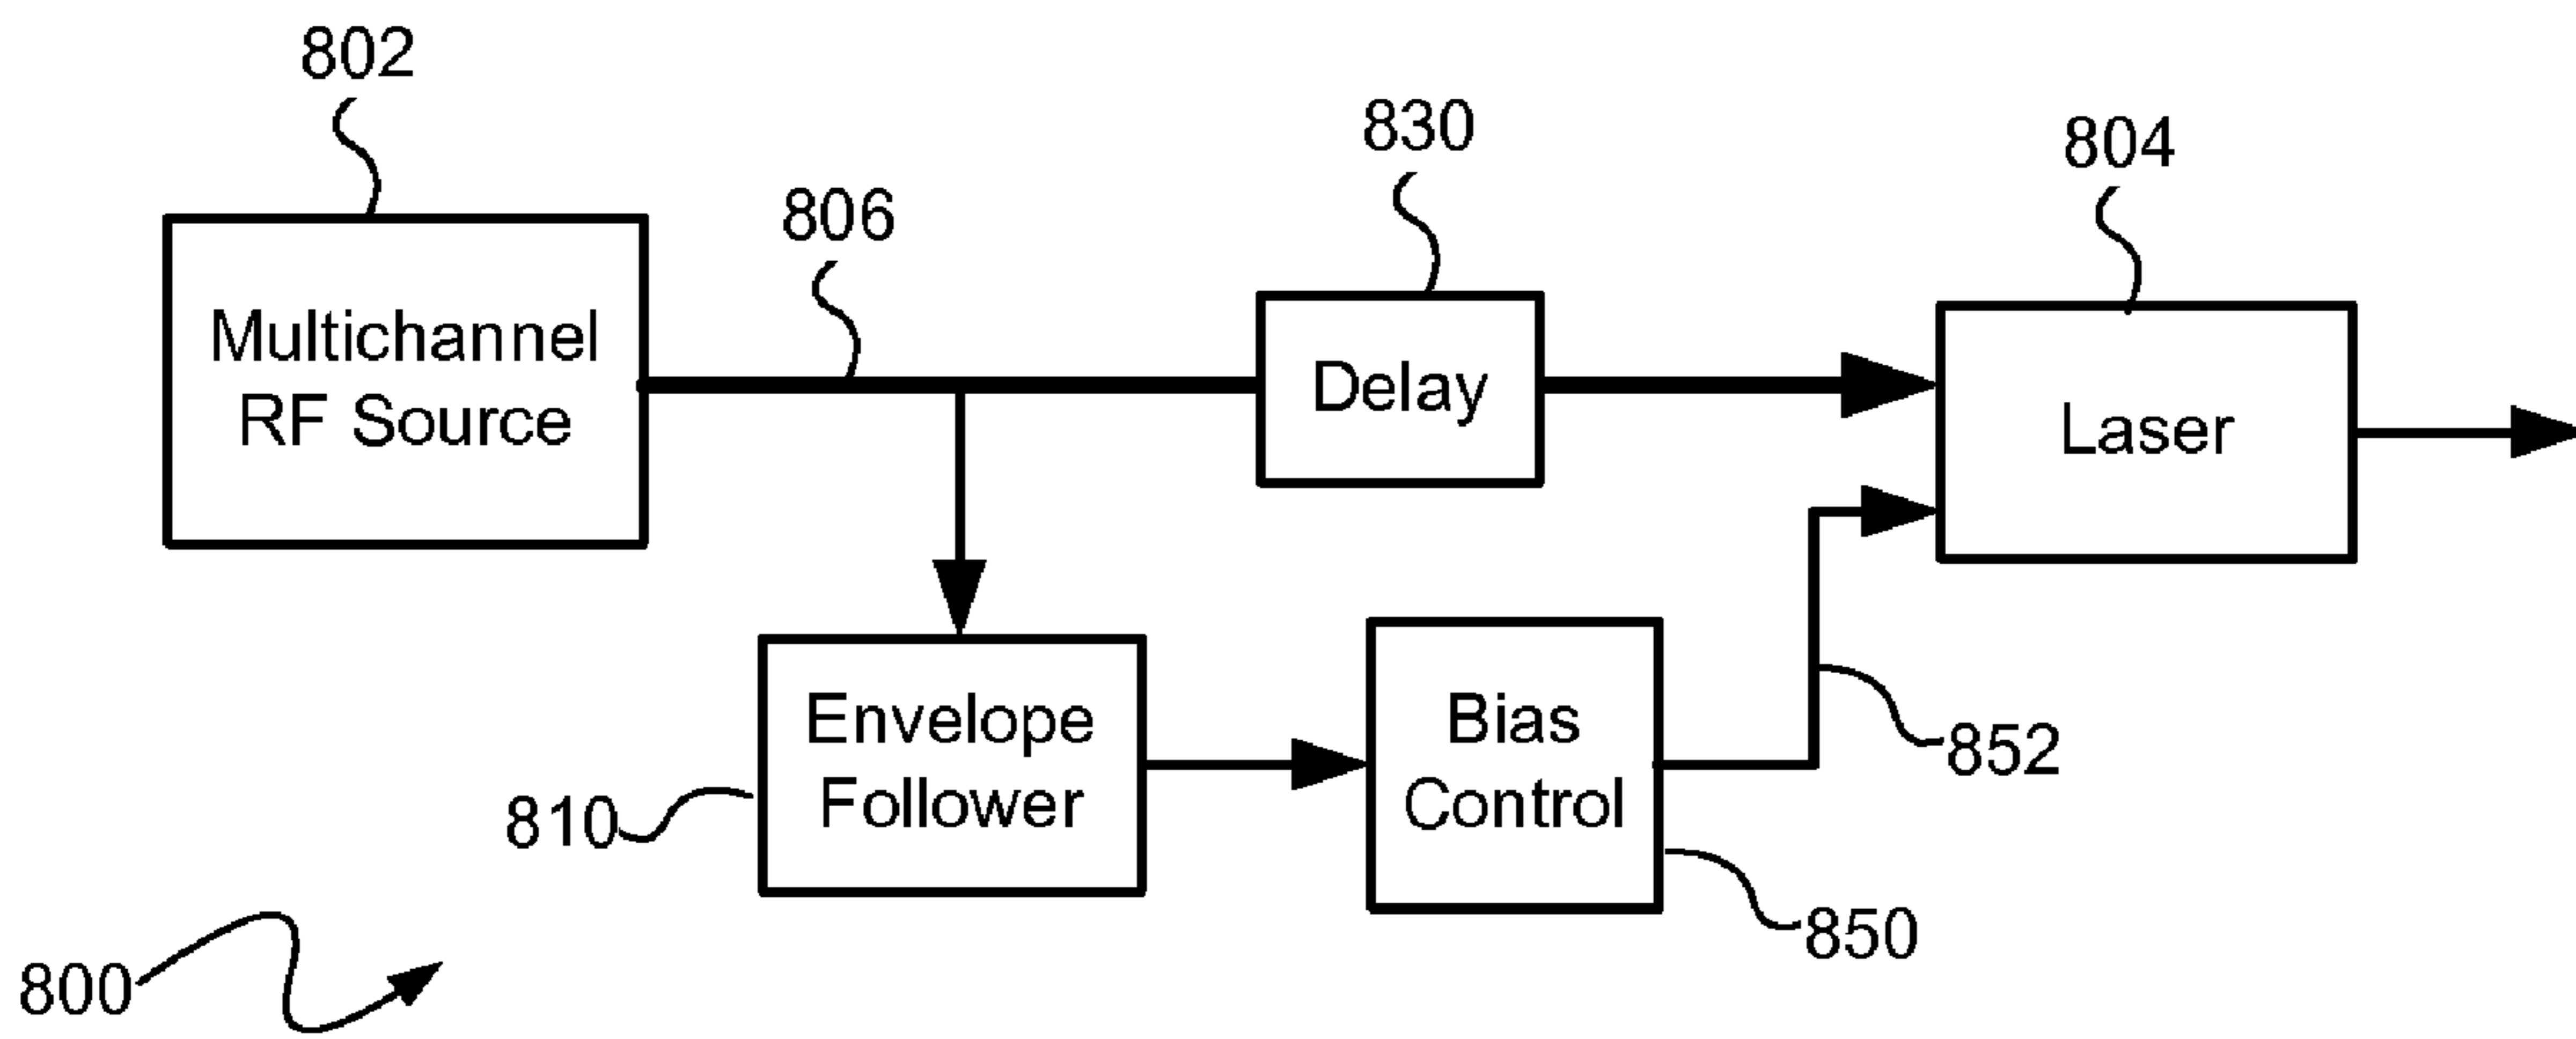 802
830
804
806
Multichannel
RF Source
Delay
Laser
Envelope
Follower
Bias
Control
852
810
850
800